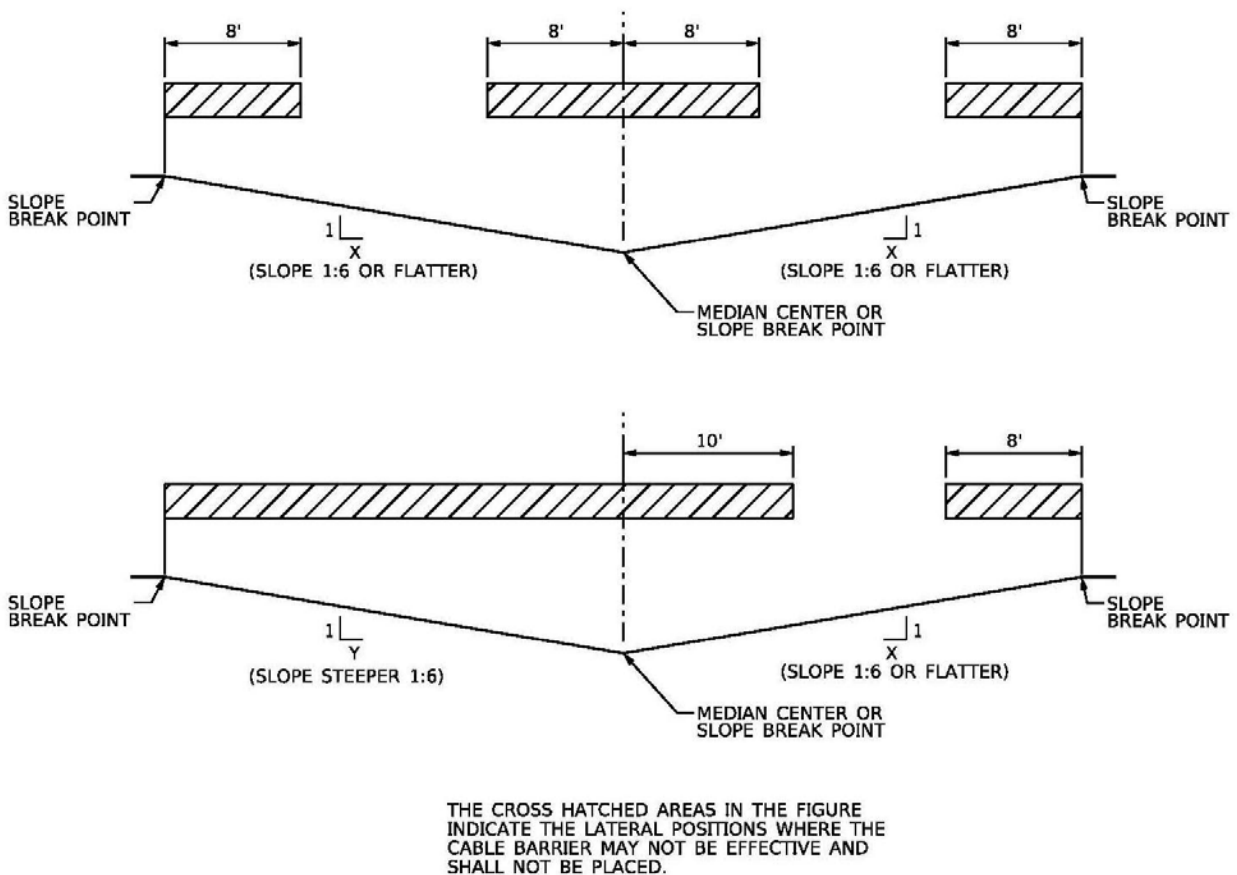 8'
8'
8'
8'
SLOPE
BREAK POINT
SLOPE
BREAK POINT
1
X
(SLOPE 1:6 OR FLATTER)
1
X
(SLOPE 1:6 OR FLATTER)
MEDIAN CENTER OR
SLOPE BREAK POINT
10'
8'
SLOPE
BREAK POINT
SLOPE
BREAK POINT
1
Y
(SLOPE STEEPER 1:6)
1
X
(SLOPE 1:6 OR FLATTER)
MEDIAN CENTER OR
SLOPE BREAK POINT
THE CROSS HATCHED AREAS IN THE FIGURE
INDICATE THE LATERAL POSITIONS WHERE THE
CABLE BARRIER MAY NOT BE EFFECTIVE AND
SHALL NOT BE PLACED.